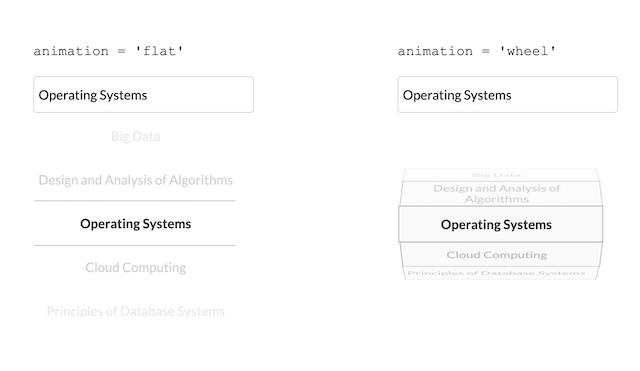 animation = 'flat'
Operating Systems
Big Data
Design and Analysis of Algorithms
Operating Systems
Cloud Computing
Principles of Database Systems
animation = 'wheel'
Operating Systems
Big Data
Design and Analysis of
Algorithms
Operating Systems
Cloud Computing
Principles of Database Systems